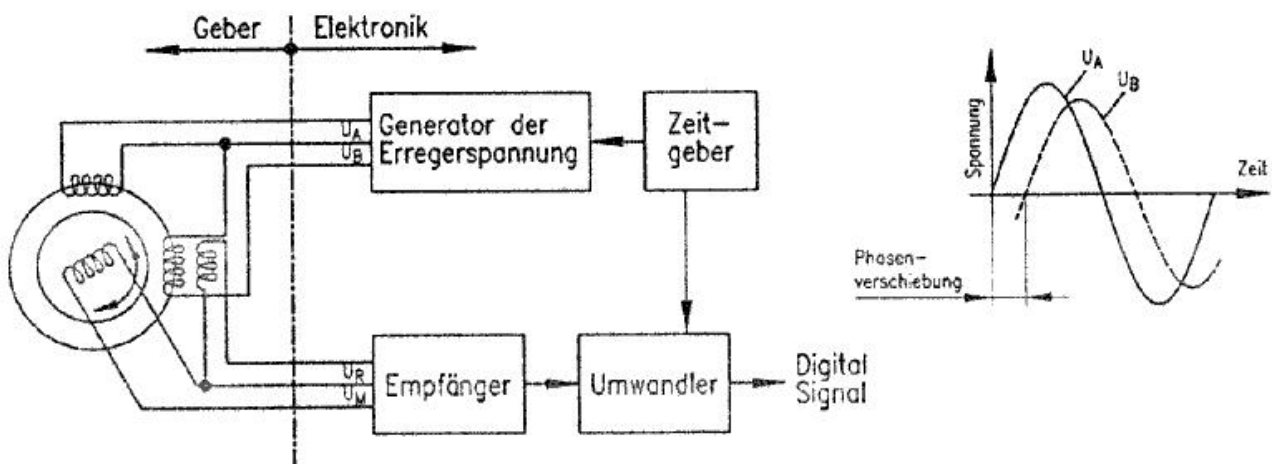 Geber
Elektronik
U_A
U_B
Generator der
Erregerspannung
Zeit-
geber
U_R
U_M
Empfänger
Umwandler
Digital
Signal
U_A
U_B
Spannung
Zeit
Phasen-
verschiebung